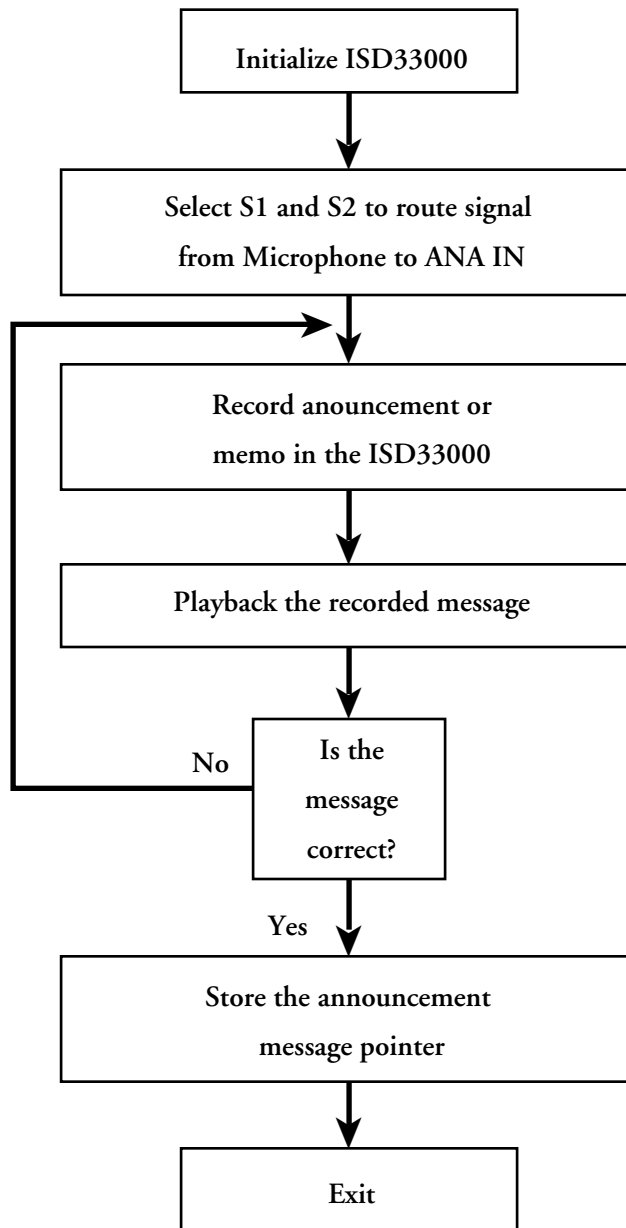 Initialize ISD33000
Select S1 and S2 to route signal
from Microphone to ANA IN
Record anouncement or
memo in the ISD33000
Playback the recorded message
No
Is the
message
correct?
Yes
Store the announcement
message pointer
Exit